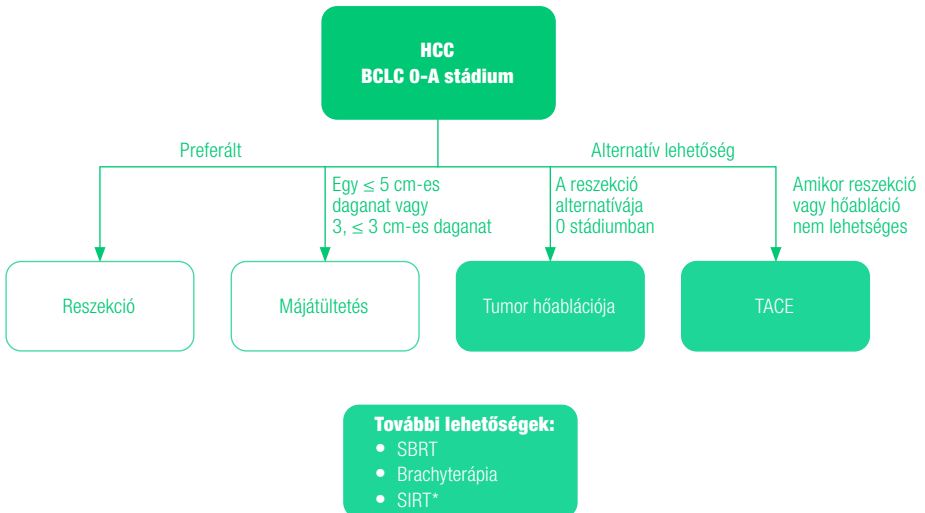 HCC
BCLC 0-A stádium
Preferált
Alternatív lehetőség
Egy ≤ 5 cm-es
daganat vagy
3, ≤ 3 cm-es daganat
A reszekció
alternatívája
0 stádiumban
Amikor reszekció
vagy hőabláció
nem lehetséges
Reszekció
Májátültetés
Tumor hőablációja
TACE
További lehetőségek:
• SBRT
• Brachyterápia
• SIRT*